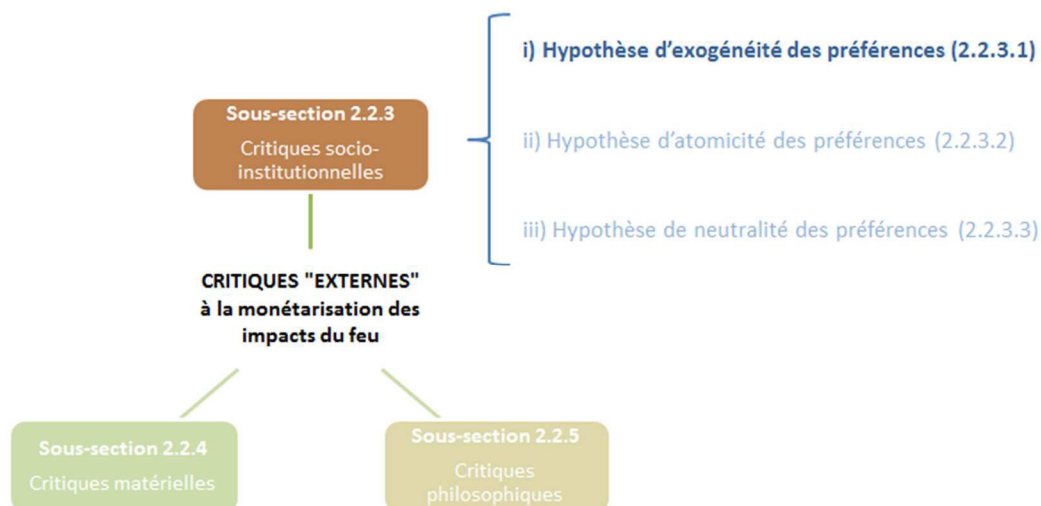 i) Hypothèse d'exogénéité des préférences (2.2.3.1)
Sous-section 2.2.3
Critiques socio-
institutionnelles
ii) Hypothèse d'atomicité des préférences (2.2.3.2)
iii) Hypothèse de neutralité des préférences (2.2.3.3)
CRITIQUES "EXTERNES"
à la monétarisation des
impacts du feu
Sous-section 2.2.4
Critiques matérielles
Sous-section 2.2.5
Critiques
philosophiques